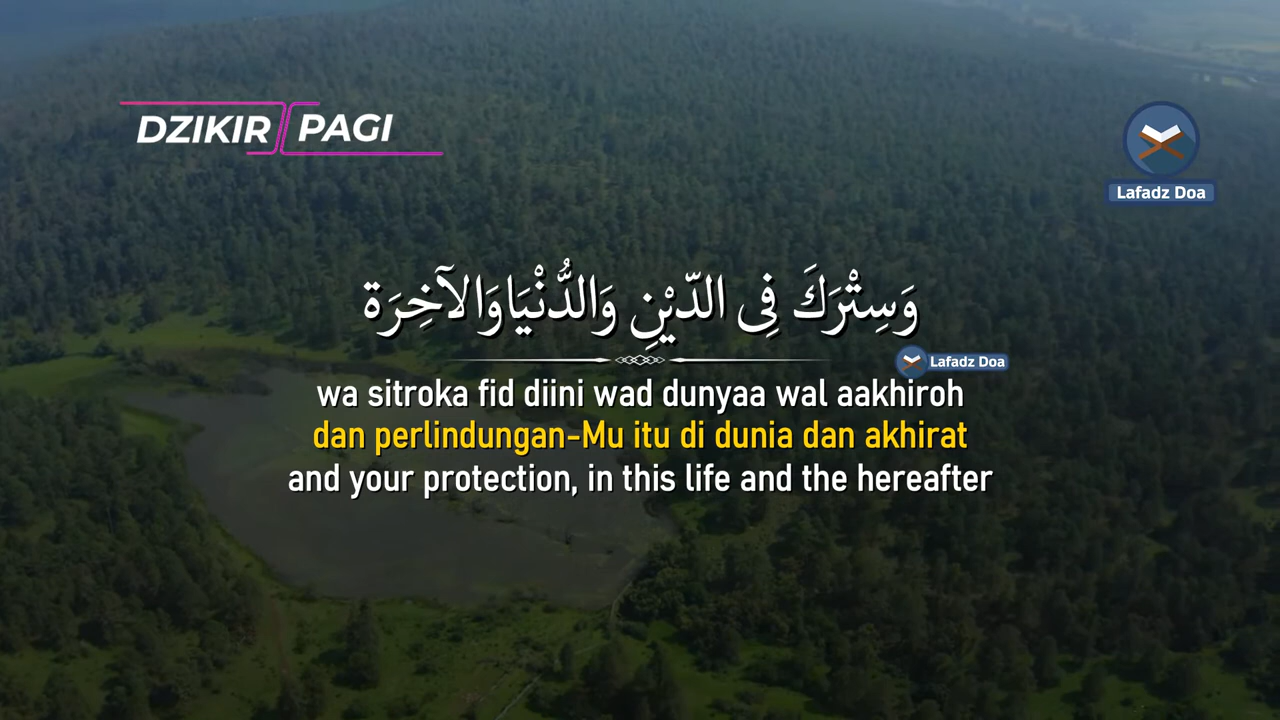 DZIKIR PAGI
Lafadz Doa
وَسِتْرَكَ فِى الدّيْنِ وَالدُّنْيَاوَالآخِرَة
Lafadz Doa
wa sitroka fid diini wad dunyaa wal aakhiroh
dan perlindungan-Mu itu di dunia dan akhirat
and your protection, in this life and the hereafter